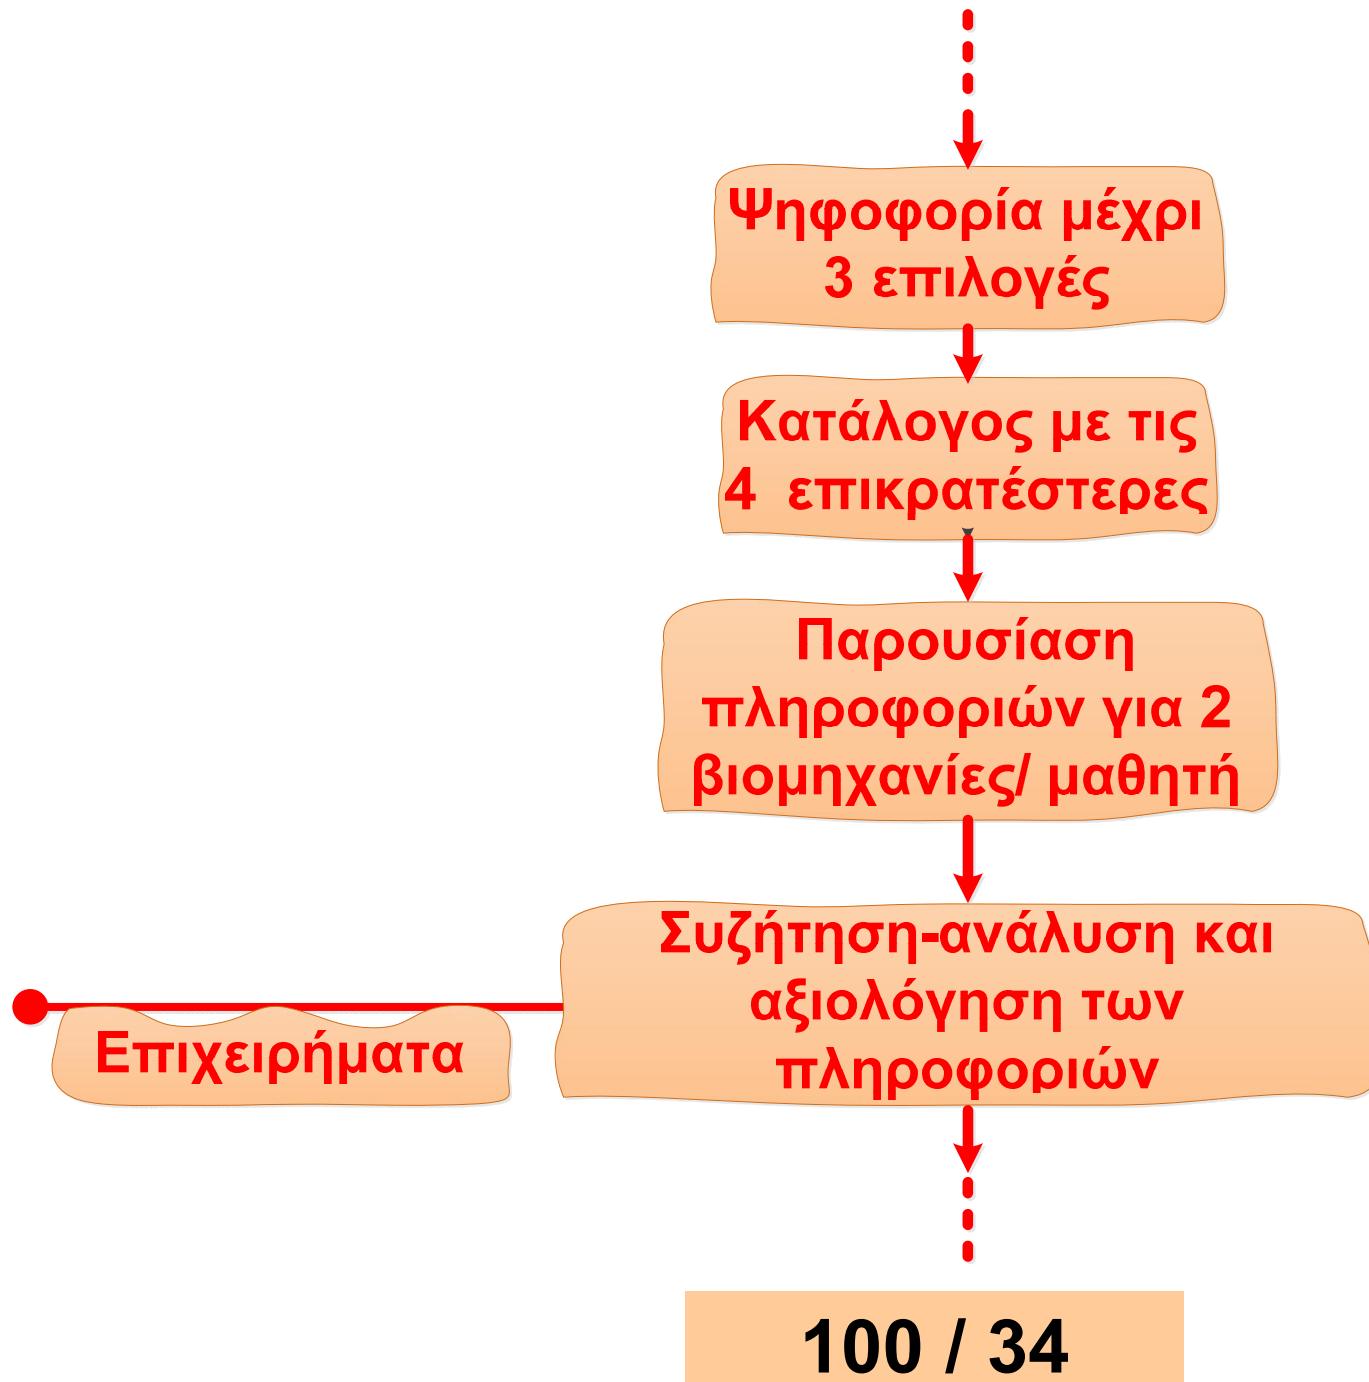 Ψηφοφορία μέχρι
3 επιλογές
Κατάλογος με τις
4 επικρατέστερες
Παρουσίαση
πληροφοριών για 2
βιομηχανίες/ μαθητή
Συζήτηση-ανάλυση και
αξιολόγηση των
πληροφοριών
Επιχειρήματα
100 / 34